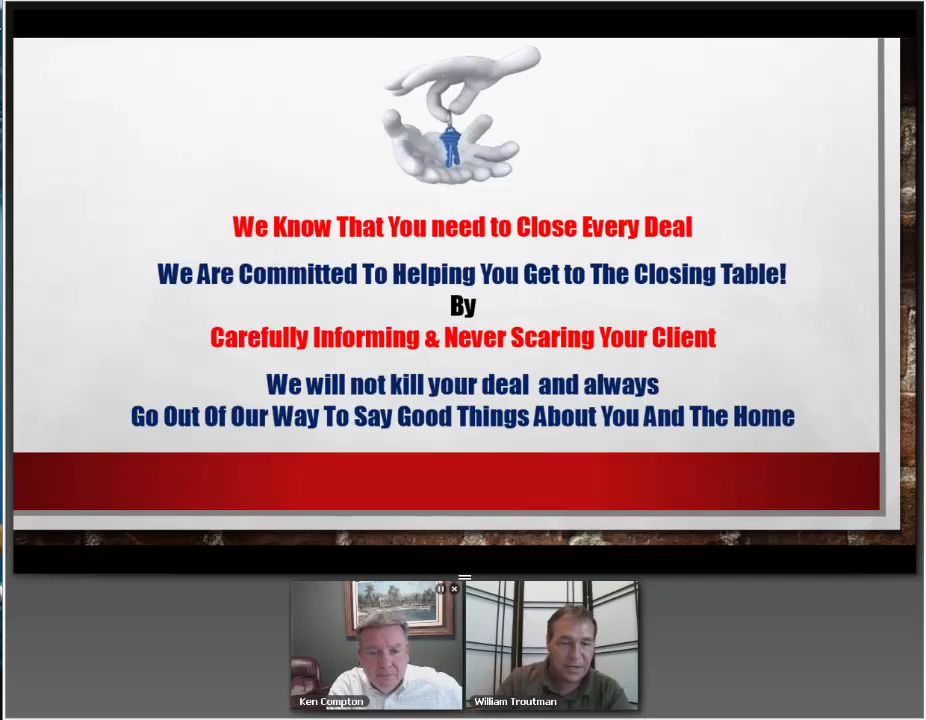 We Know That You need to Close Every Deal
We Are Committed To Helping You Get to The Closing Table!
By
Carefully Informing & Never Scaring Your Client
We will not kill your deal and always
Go Out Of Our Way To Say Good Things About You And The Home
Ken Compton
William Troutman